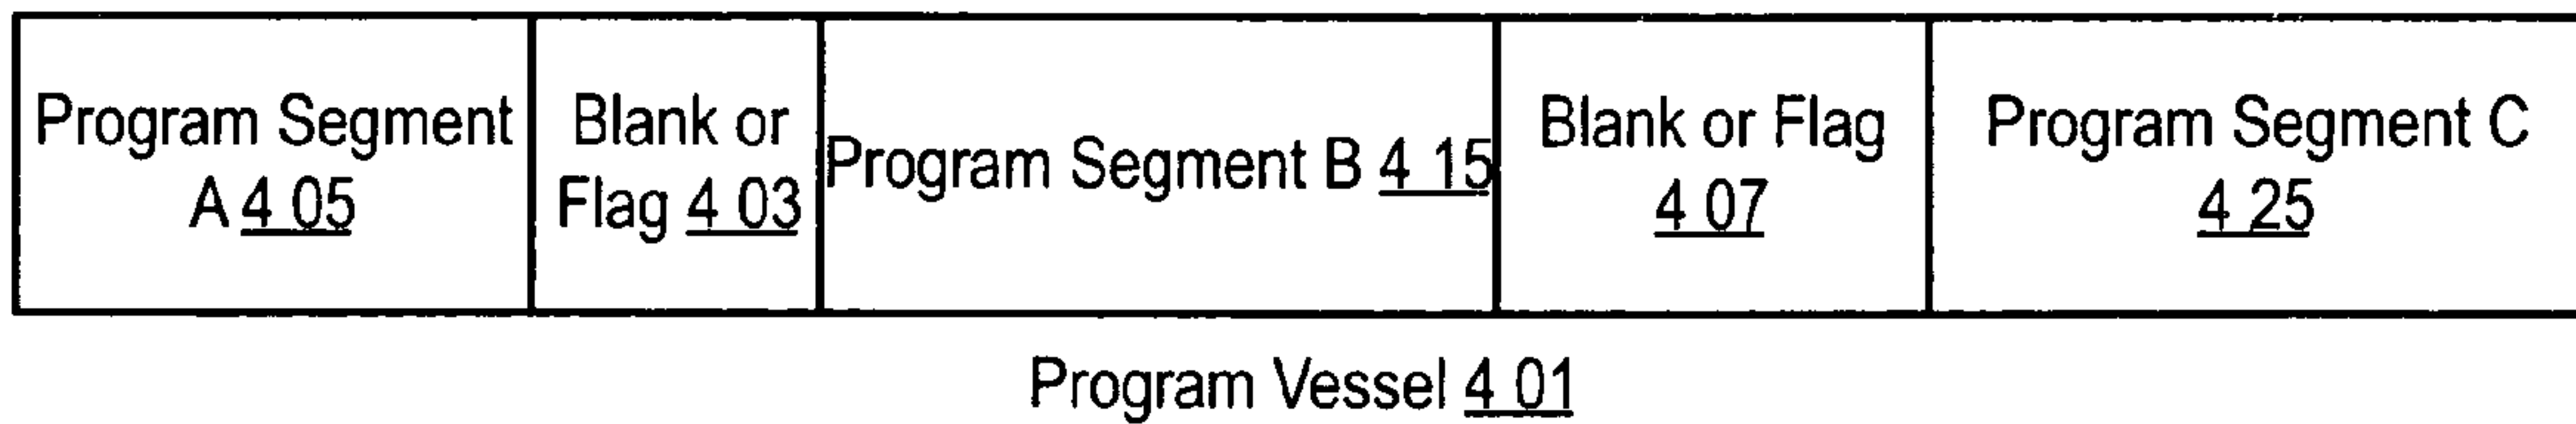 Program Segment
A 4 05
Blank or
Flag 4 03
Program Segment B 4 15
Blank or Flag
4 07
Program Segment C
4 25
Program Vessel 4 01